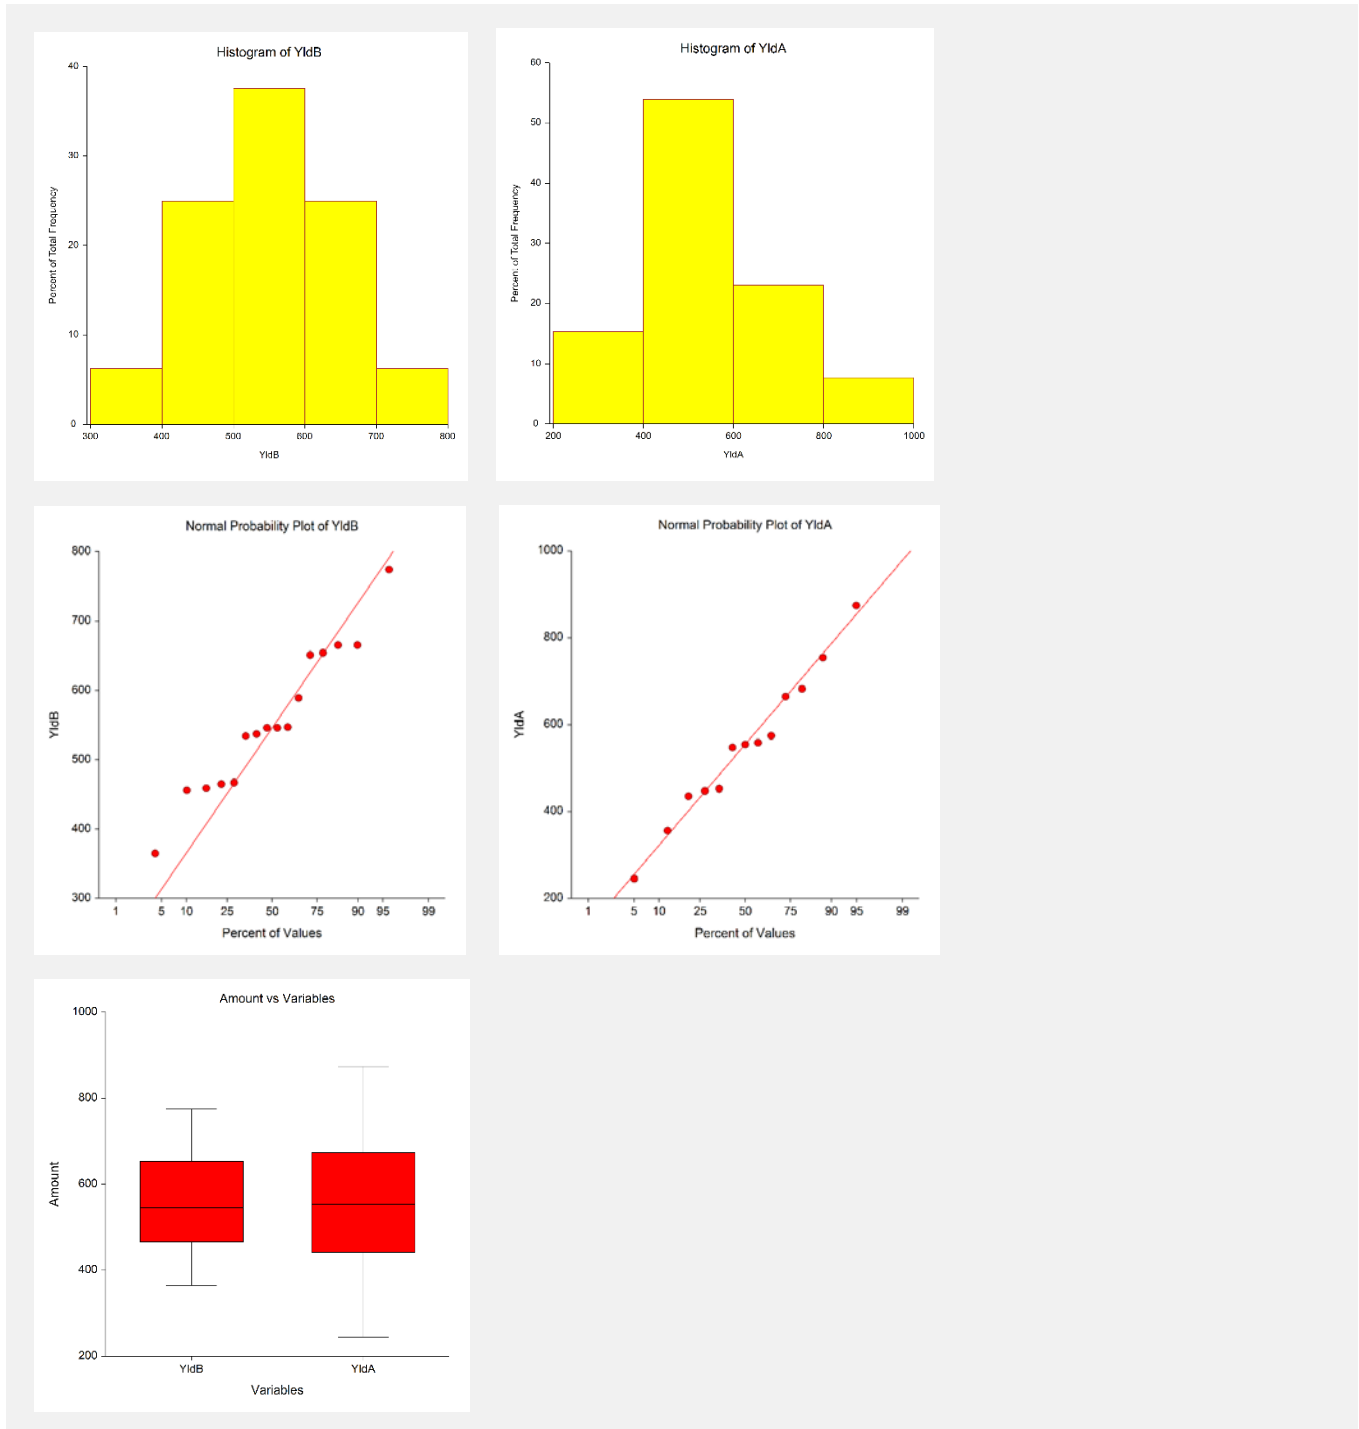 Histogram of YldB
40
30
20
10
0
Percent of Total Frequency
300 400 500 600 700 800
YldB
Histogram of YldA
60
50
40
30
20
10
0
Percent of Total Frequency
200 400 600 800 1000
YldA
Normal Probability Plot of YldB
800
700
600
500
400
300
YldB
1 5 10 25 50 75 90 95 99
Percent of Values
Normal Probability Plot of YldA
1000
800
600
400
200
YldA
1 5 10 25 50 75 90 95 99
Percent of Values
Amount vs Variables
1000
800
600
400
200
Amount
YldB YldA
Variables